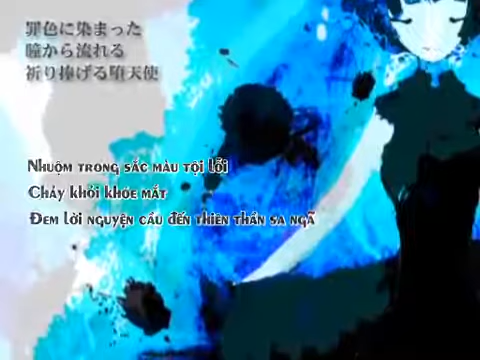 罪色に染まった
瞳から流れる
祈り捧げる堕天使
Nhuộm trong sắc màu tội lỗi
Chảy khỏi khóe mắt
Đem lời nguyện cầu đến thiên thần sa ngã